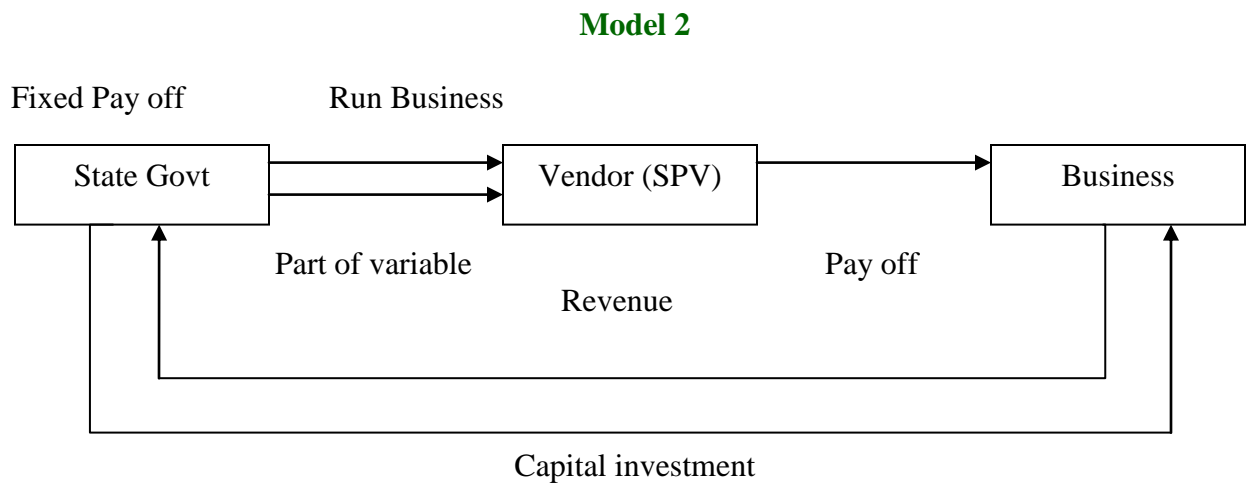 Model 2
Fixed Pay off Run Business
State Govt Vendor (SPV) Business
Part of variable Pay off
Revenue
Capital investment